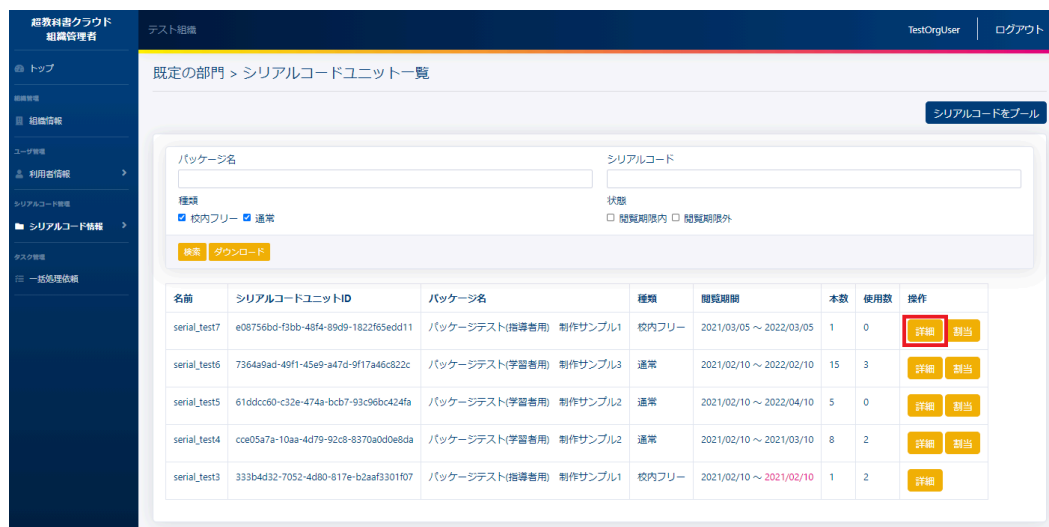 超教科書クラウド
組織管理者
テスト組織
TestOrgUser
ログアウト
トップ
組織管理
組織情報
ユーザ管理
利用者情報
シリアルコード管理
シリアルコード情報
タスク管理
一括処理依頼
既定の部門 > シリアルコードユニット一覧
シリアルコードをプール
パッケージ名
シリアルコード
種類
状態
校内フリー 通常
閲覧期限内 閲覧期限外
検索 ダウンロード
名前 シリアルコードユニットID パッケージ名 種類 閲覧期間 本数 使用数 操作
serial_test7 e08756bd-f3bb-48f4-89d9-1822f65edd11 パッケージテスト(指導者用) 制作サンプル1 校内フリー 2021/03/05 ～ 2022/03/05 1 0 詳細 割当
serial_test6 7364a9ad-49f1-45e9-a47d-9f17a46c822c パッケージテスト(学習者用) 制作サンプル3 通常 2021/02/10 ～ 2022/02/10 15 3 詳細 割当
serial_test5 61ddcc60-c32e-474a-bcb7-93c96bc424fa パッケージテスト(学習者用) 制作サンプル2 通常 2021/02/10 ～ 2022/04/10 5 0 詳細 割当
serial_test4 cce05a7a-10aa-4d79-92c8-8370a0d0e8da パッケージテスト(学習者用) 制作サンプル2 通常 2021/02/10 ～ 2021/03/10 8 2 詳細 割当
serial_test3 333b4d32-7052-4d80-817e-b2aaf3301f07 パッケージテスト(指導者用) 制作サンプル1 校内フリー 2021/02/10 ～ 2021/02/10 1 2 詳細